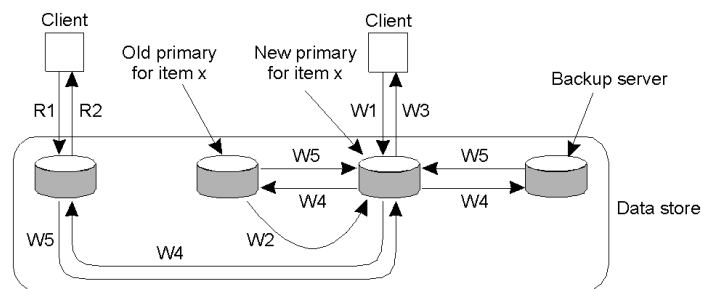 Client
Client
Old primary
for item x
New primary
for item x
Backup server
R1
R2
W1
W3
W5
W5
W4
W4
Data store
W5
W4
W2